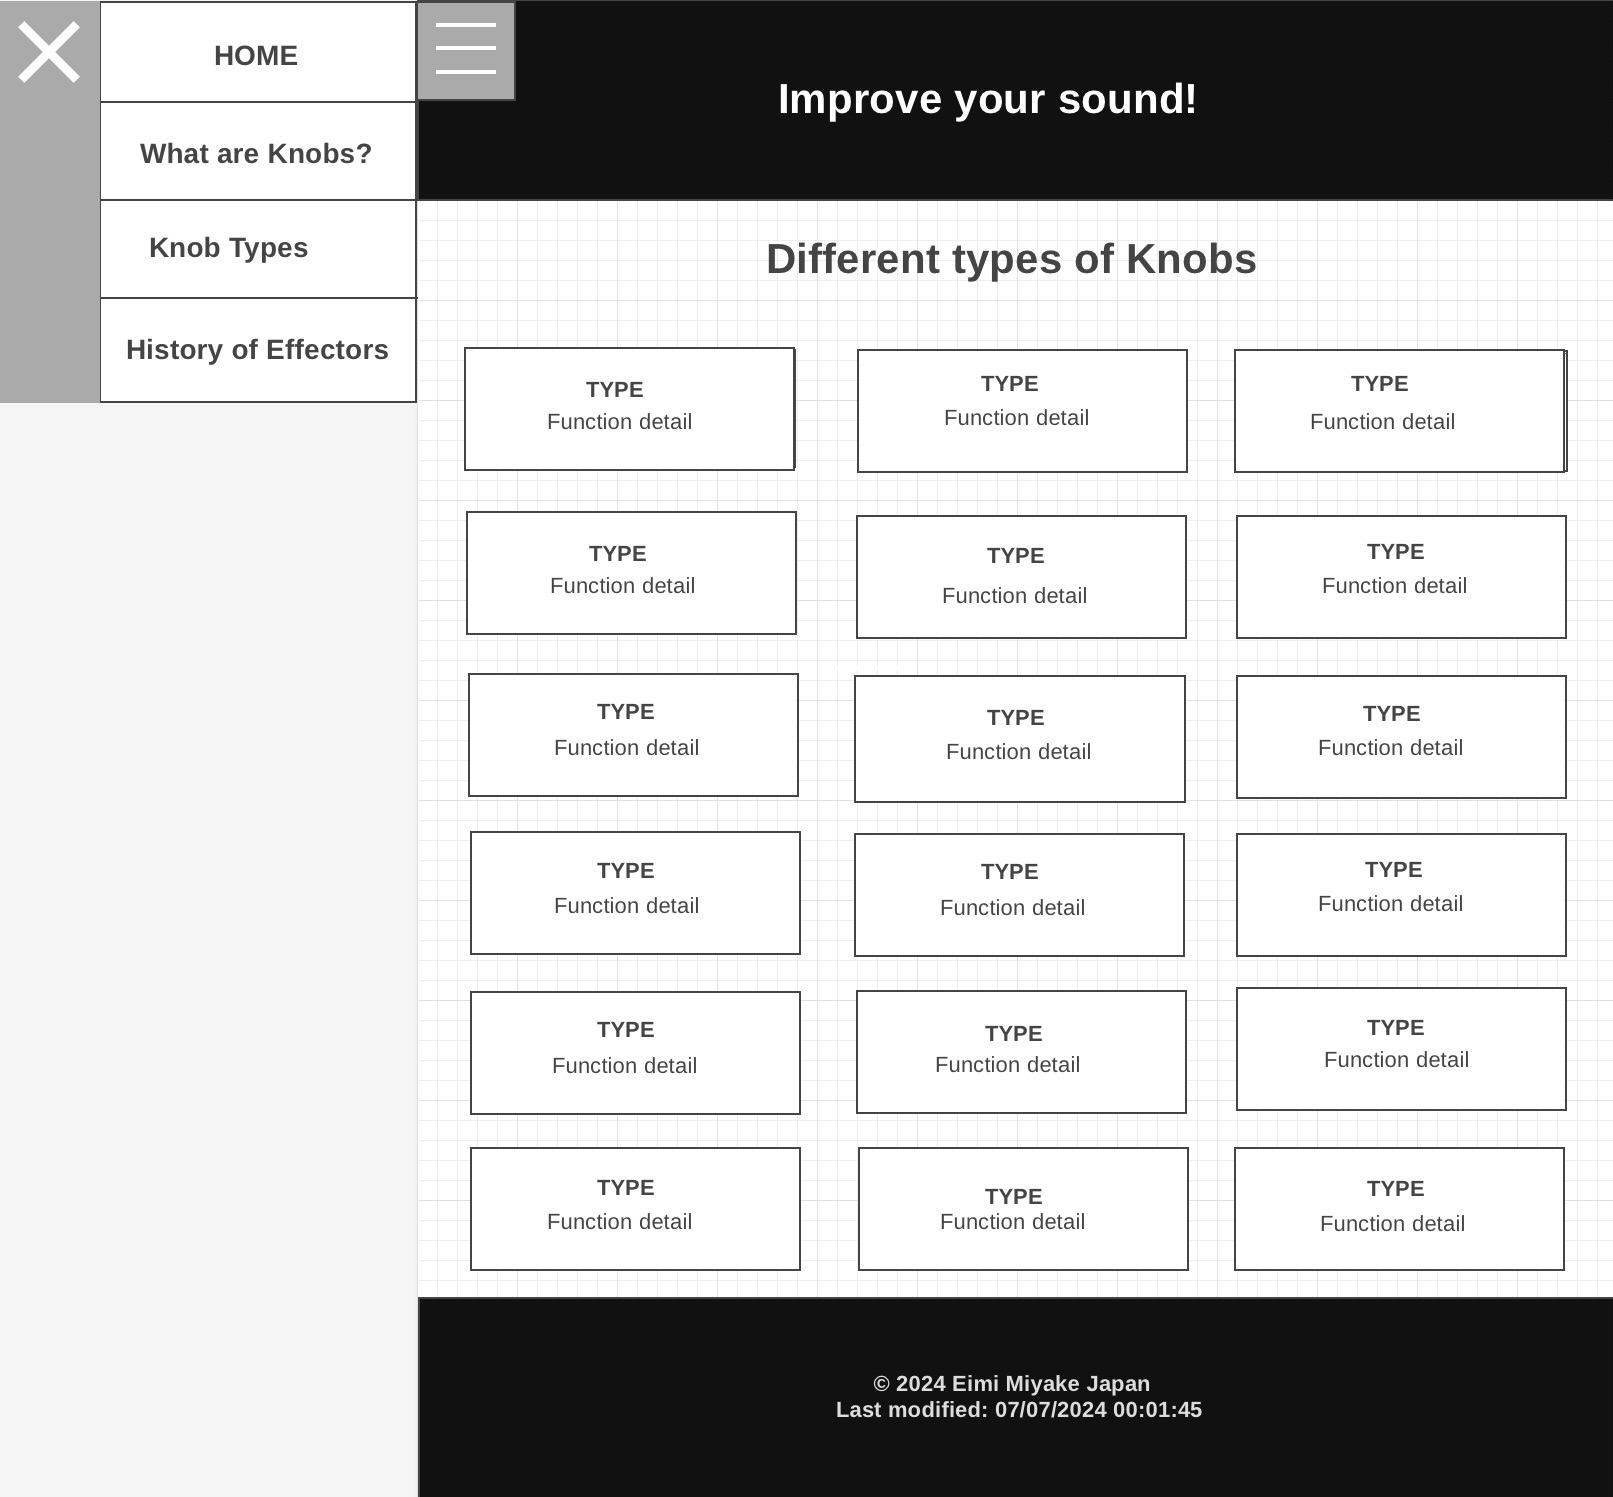 HOME
What are Knobs?
Knob Types
History of Effectors
Improve your sound!
Different types of Knobs
TYPE
Function detail
TYPE
Function detail
TYPE
Function detail
TYPE
Function detail
TYPE
Function detail
TYPE
Function detail
TYPE
Function detail
TYPE
Function detail
TYPE
Function detail
TYPE
Function detail
TYPE
Function detail
TYPE
Function detail
TYPE
Function detail
TYPE
Function detail
TYPE
Function detail
TYPE
Function detail
TYPE
Function detail
TYPE
Function detail
© 2024 Eimi Miyake Japan
Last modified: 07/07/2024 00:01:45